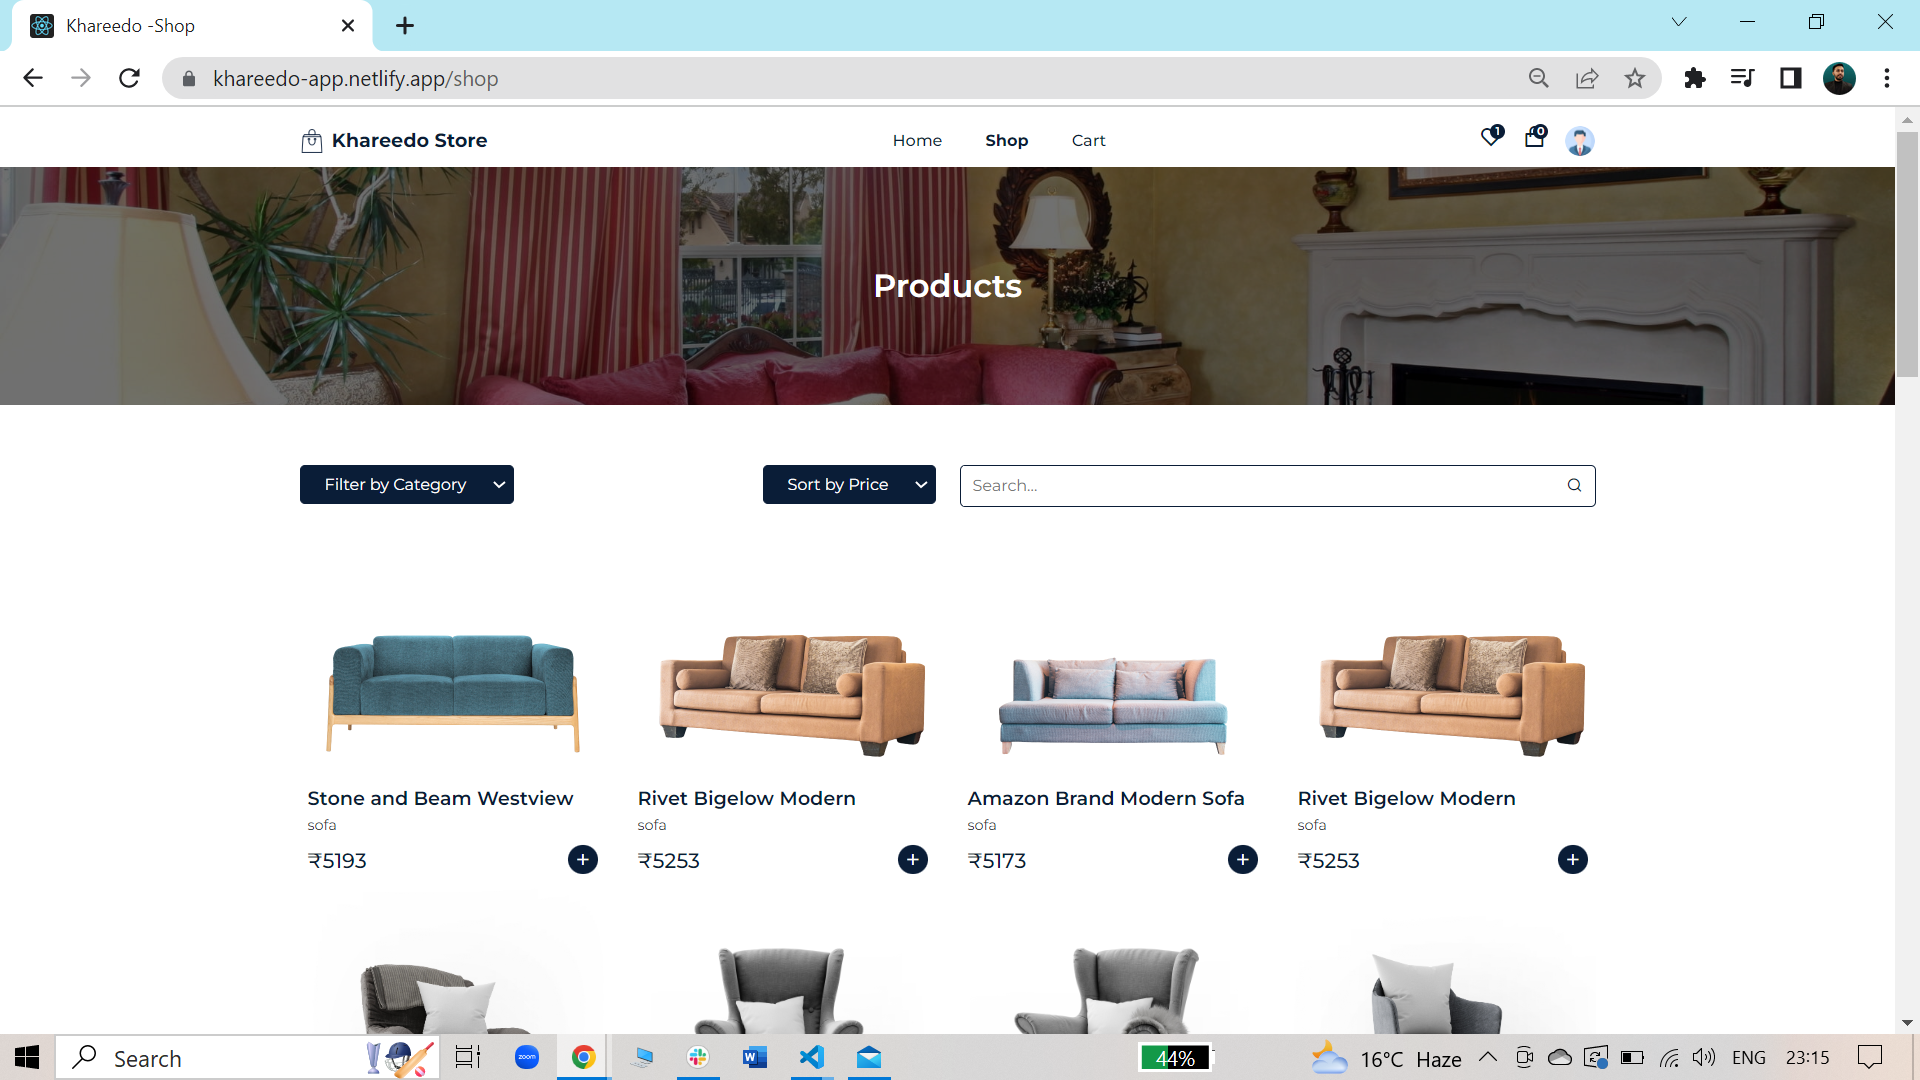 Khareedo -Shop
khareedo-app.netlify.app/shop
Khareedo Store
Home
Shop
Cart
1
0
Products
Filter by Category
Sort by Price
Search...
Stone and Beam Westview
sofa
₹5193
Rivet Bigelow Modern
sofa
₹5253
Amazon Brand Modern Sofa
sofa
₹5173
Rivet Bigelow Modern
sofa
₹5253
Search
zoom
W
44%
16°C Haze
ENG
23:15